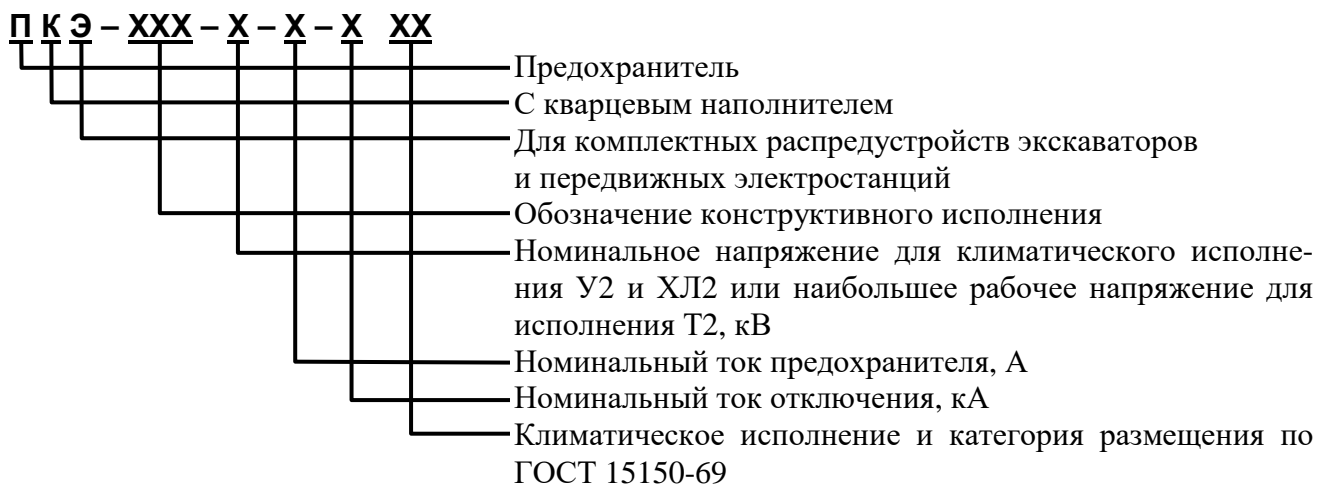 ПКЭ – ХХХ – Х – Х – Х ХХ
Предохранитель
С кварцевым наполнителем
Для комплектных распредустройств экскаваторов
и передвижных электростанций
Обозначение конструктивного исполнения
Номинальное напряжение для климатического исполне-
ния У2 и ХЛ2 или наибольшее рабочее напряжение для
исполнения Т2, кВ
Номинальный ток предохранителя, А
Номинальный ток отключения, кА
Климатическое исполнение и категория размещения по
ГОСТ 15150-69